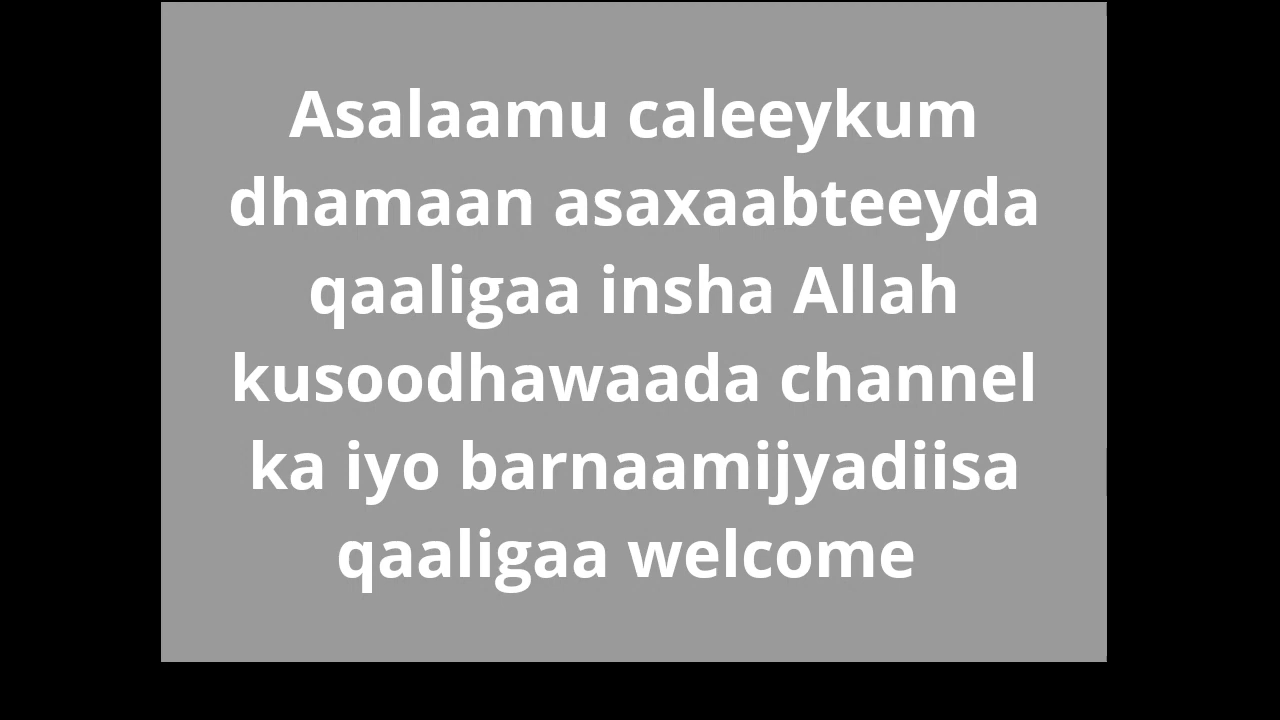 Asalaamu caleeykum
dhamaan asaxaabteeyda
qaaligaa insha Allah
kusoodhawaada channel
ka iyo barnaamijyadiisa
qaaligaa welcome